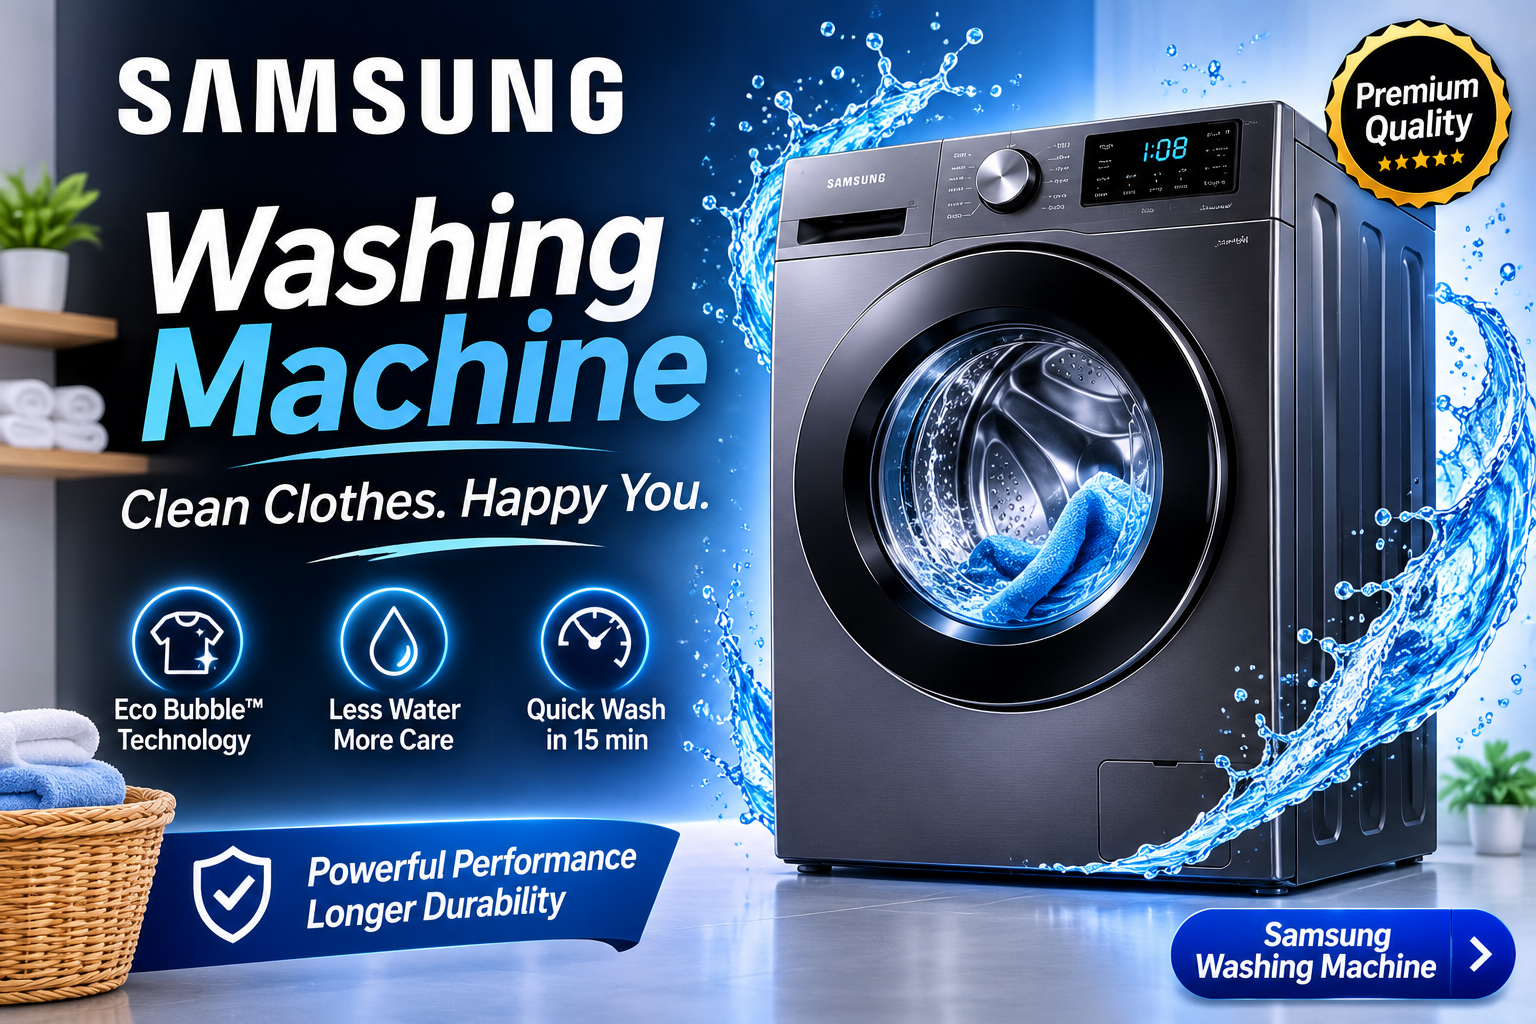 SAMSUNG
Washing
Machine
Clean Clothes. Happy You.
Eco Bubble™
Technology
Less Water
More Care
Quick Wash
in 15 min
Powerful Performance
Longer Durability
SAMSUNG
1:08
Premium
Quality
Samsung
Washing Machine